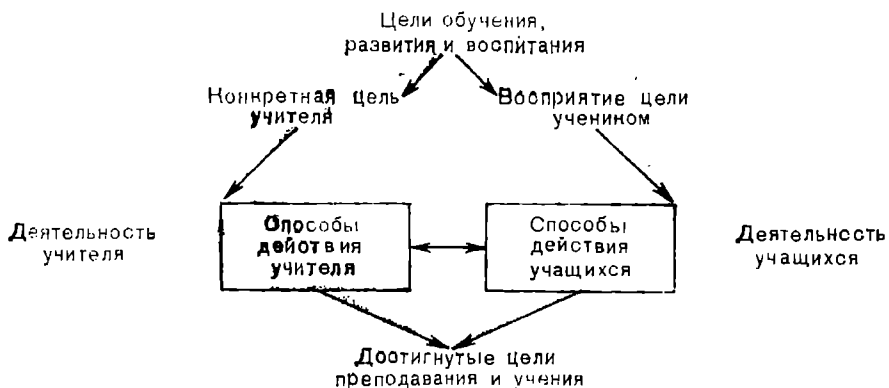 Цели обучения,
развития и воспитания
Конкретная цель
учителя
Восприятие цели
учеником
Деятельность
учителя
Способы
действия
учителя
Способы
действия
учащихся
Деятельность
учащихся
Достигнутые цели
преподавания и учения